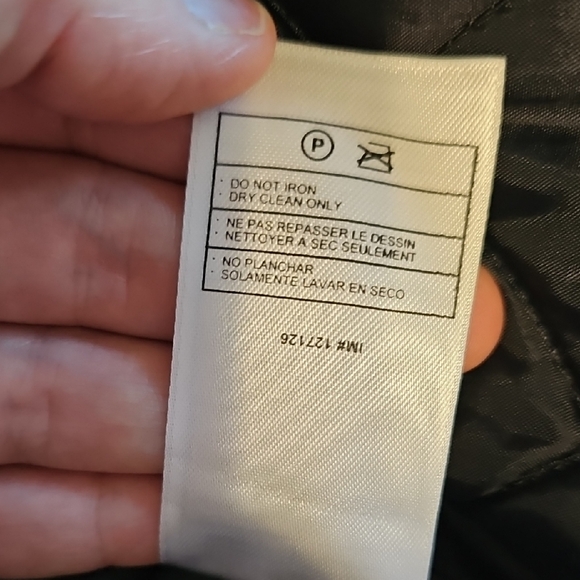 P
· DO NOT IRON
· DRY CLEAN ONLY
· NE PAS REPASSER LE DESSIN
· NETTOYER A SEC SEULEMENT
· NO PLANCHAR
· SOLAMENTE LAVAR EN SECO
IM# 127126